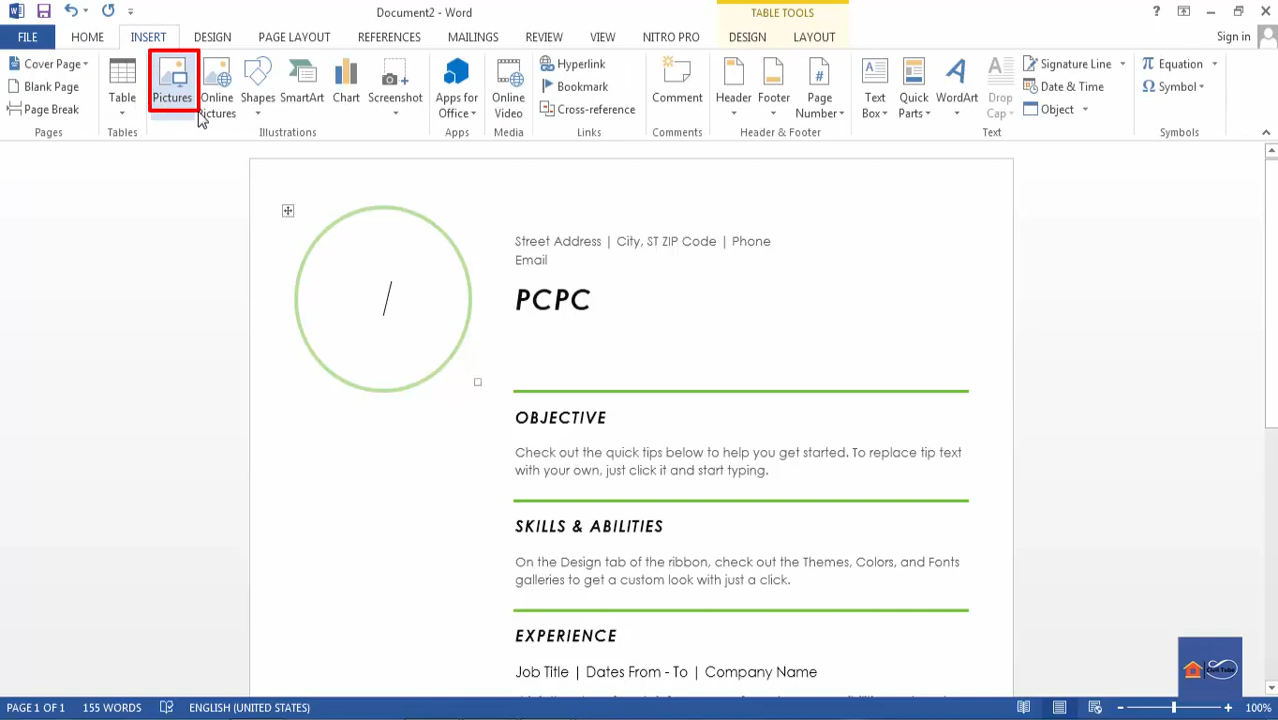 Document2 - Word
TABLE TOOLS
?
FILE
HOME
INSERT
DESIGN
PAGE LAYOUT
REFERENCES
MAILINGS
REVIEW
VIEW
NITRO PRO
DESIGN
LAYOUT
Sign in
Cover Page
Blank Page
Page Break
Pages
Table
Tables
Pictures
Online Pictures
Shapes
SmartArt
Chart
Screenshot
Illustrations
Apps for Office
Apps
Online Video
Media
Hyperlink
Bookmark
Cross-reference
Links
Comment
Comments
Header
Footer
Page Number
Header & Footer
Text Box
Quick Parts
WordArt
Drop Cap
Signature Line
Date & Time
Object
Text
Equation
Symbol
Symbols
/
Street Address | City, ST ZIP Code | Phone
Email
PCPC
OBJECTIVE
Check out the quick tips below to help you get started. To replace tip text
with your own, just click it and start typing.
SKILLS & ABILITIES
On the Design tab of the ribbon, check out the Themes, Colors, and Fonts
galleries to get a custom look with just a click.
EXPERIENCE
Job Title | Dates From - To | Company Name
PAGE 1 OF 1
155 WORDS
ENGLISH (UNITED STATES)
100%